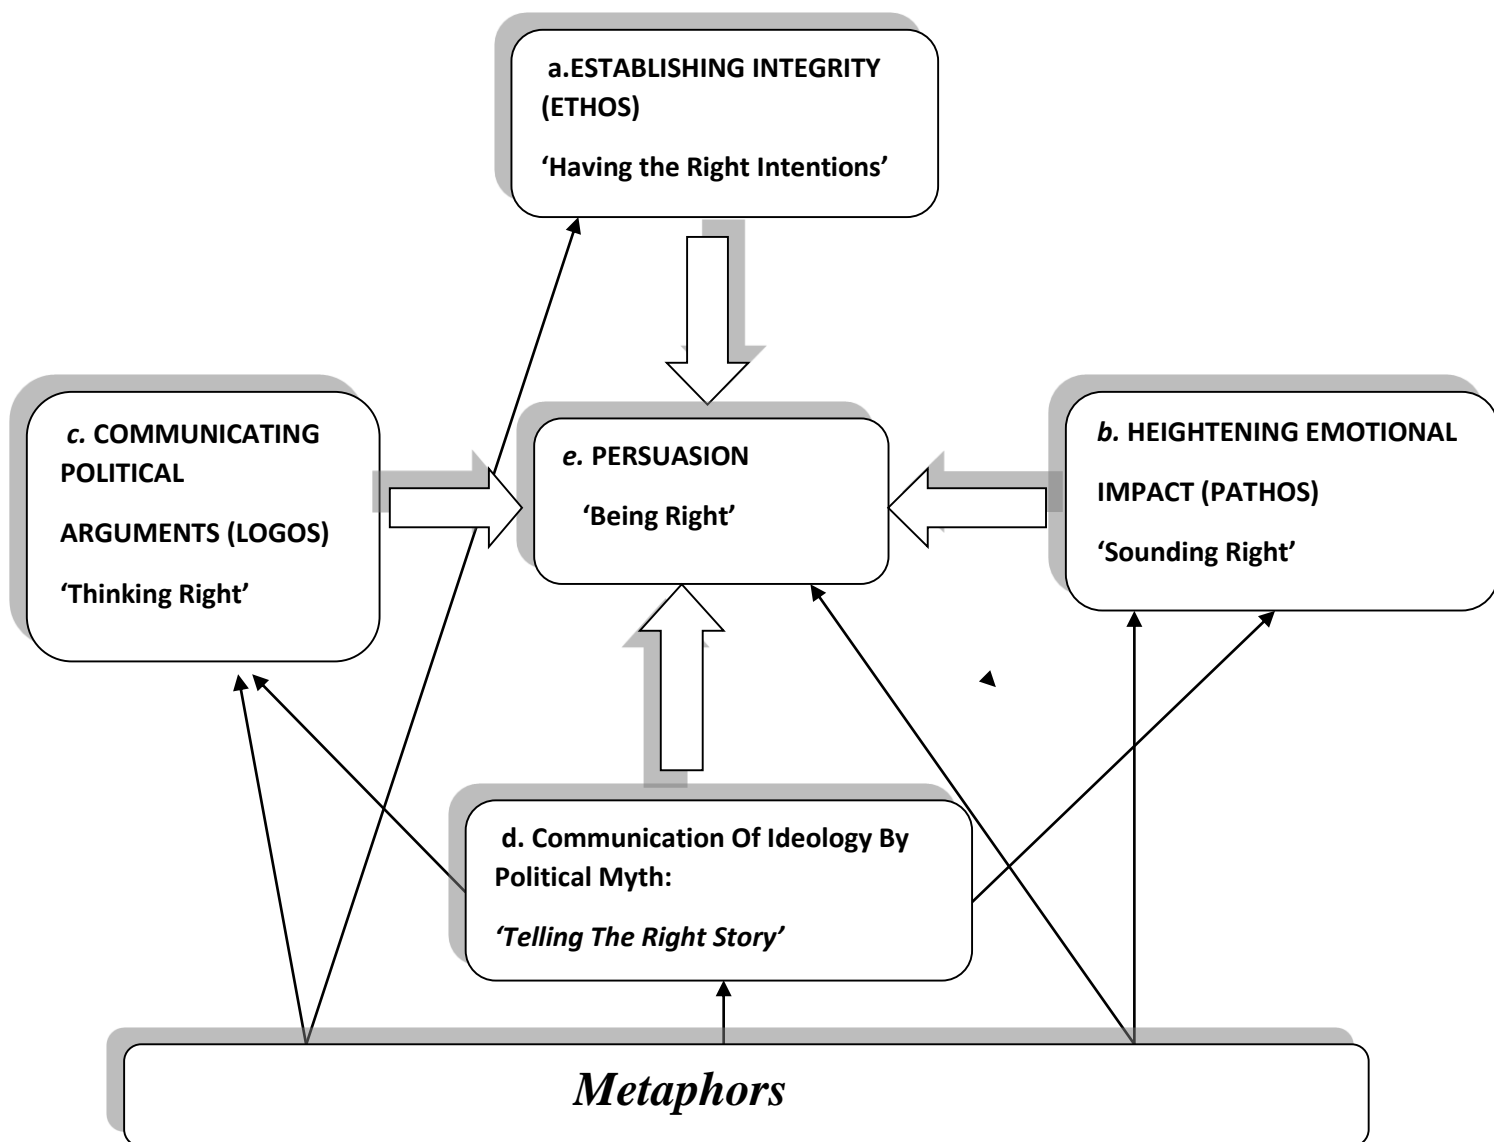 a.ESTABLISHING INTEGRITY
(ETHOS)
‘Having the Right Intentions’
c. COMMUNICATING
POLITICAL
ARGUMENTS (LOGOS)
‘Thinking Right’
e. PERSUASION
‘Being Right’
b. HEIGHTENING EMOTIONAL
IMPACT (PATHOS)
‘Sounding Right’
d. Communication Of Ideology By
Political Myth:
‘Telling The Right Story’
Metaphors